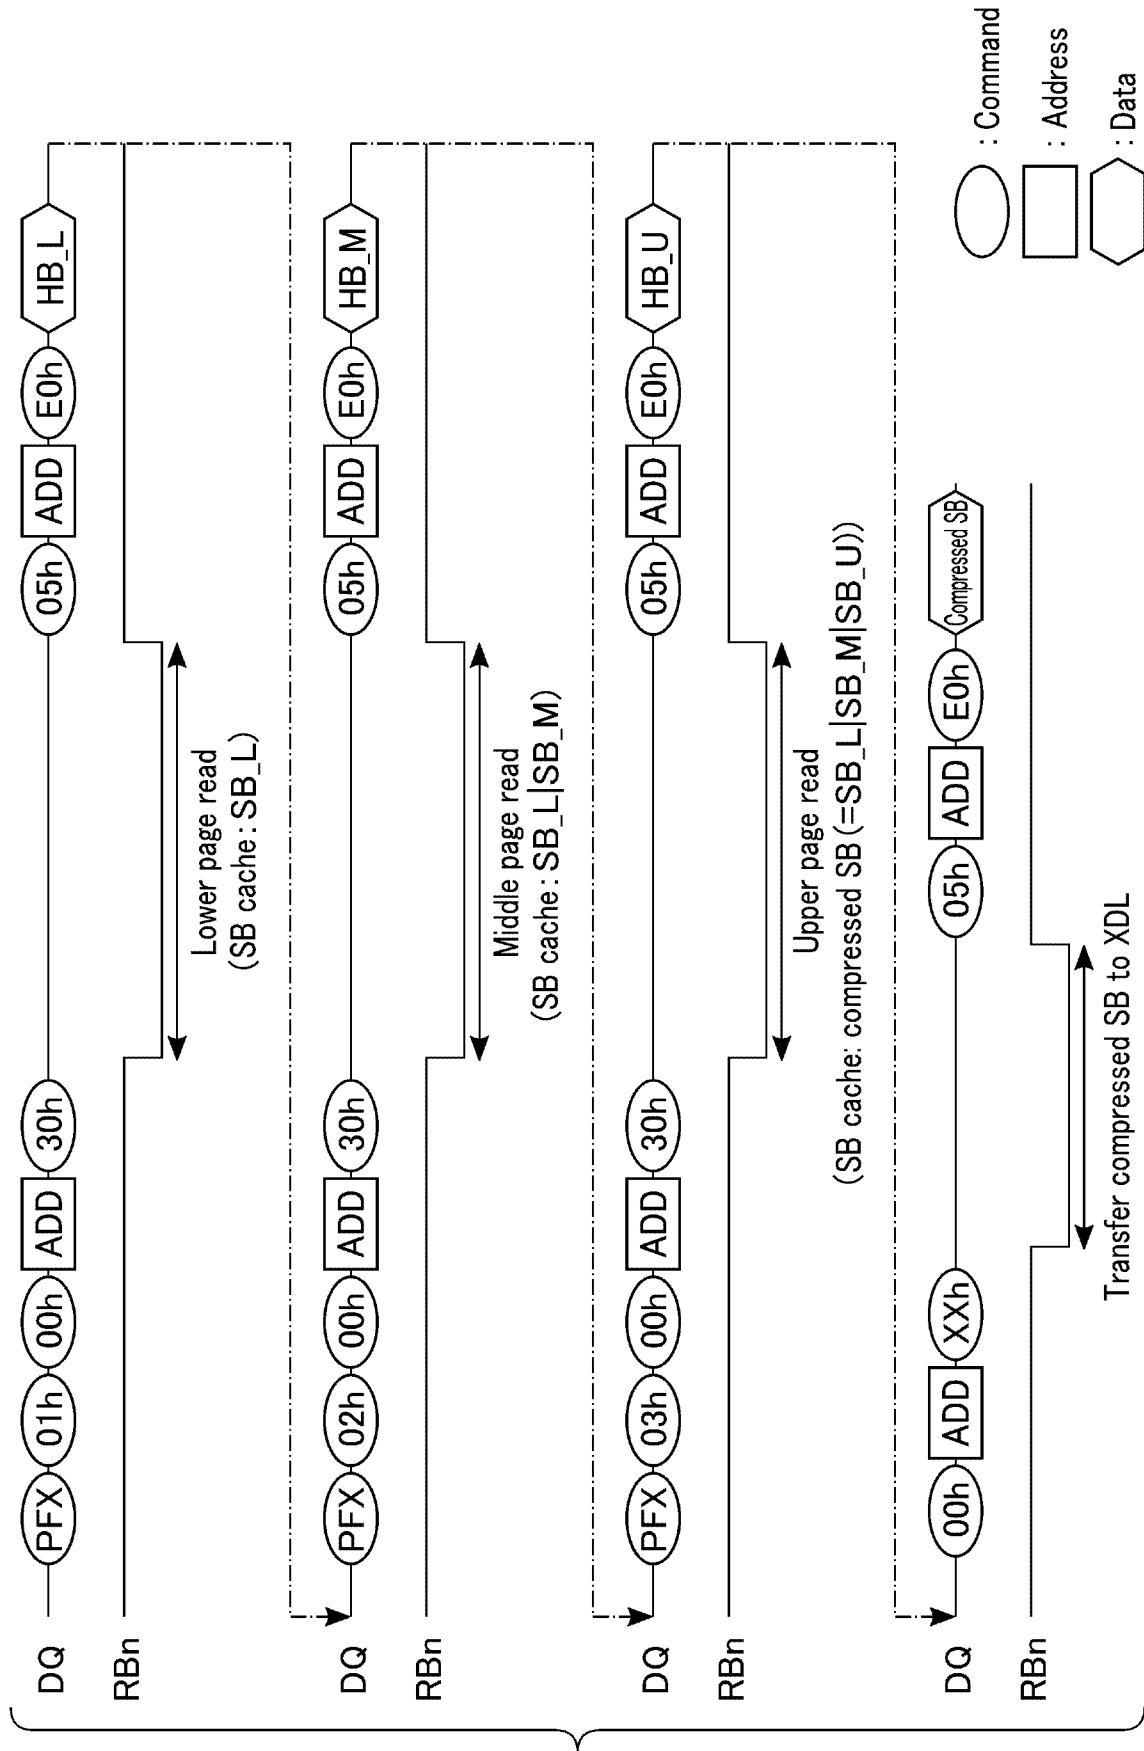 DQ PFX 01h 00h ADD 30h 05h ADD E0h HB_L
RBn
Lower page read
(SB cache:SB_L)
DQ PFX 02h 00h ADD 30h 05h ADD E0h HB_M
RBn
Middle page read
(SB cache:SB_L|SB_M)
DQ PFX 03h 00h ADD 30h 05h ADD E0h HB_U
RBn
Upper page read
(SB cache: compressed SB(=SB_L|SB_M|SB_U))
DQ 00h ADD XXh 05h ADD E0h Compressed SB
RBn
Transfer compressed SB to XDL
: Command
: Address
: Data